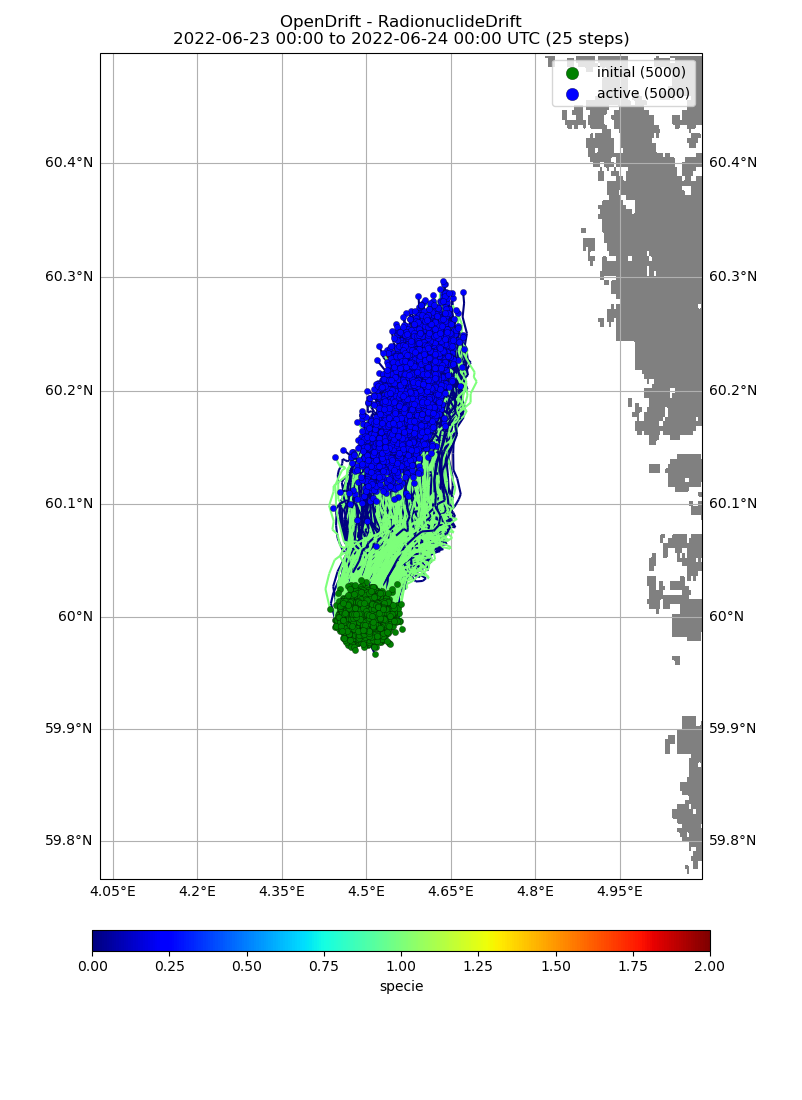 OpenDrift - RadionuclideDrift
2022-06-23 00:00 to 2022-06-24 00:00 UTC (25 steps)
initial (5000)
active (5000)
60.4°N 60.4°N
60.3°N 60.3°N
60.2°N 60.2°N
60.1°N 60.1°N
60°N 60°N
59.9°N 59.9°N
59.8°N 59.8°N
4.05°E 4.2°E 4.35°E 4.5°E 4.65°E 4.8°E 4.95°E
0.00 0.25 0.50 0.75 1.00 1.25 1.50 1.75 2.00
specie